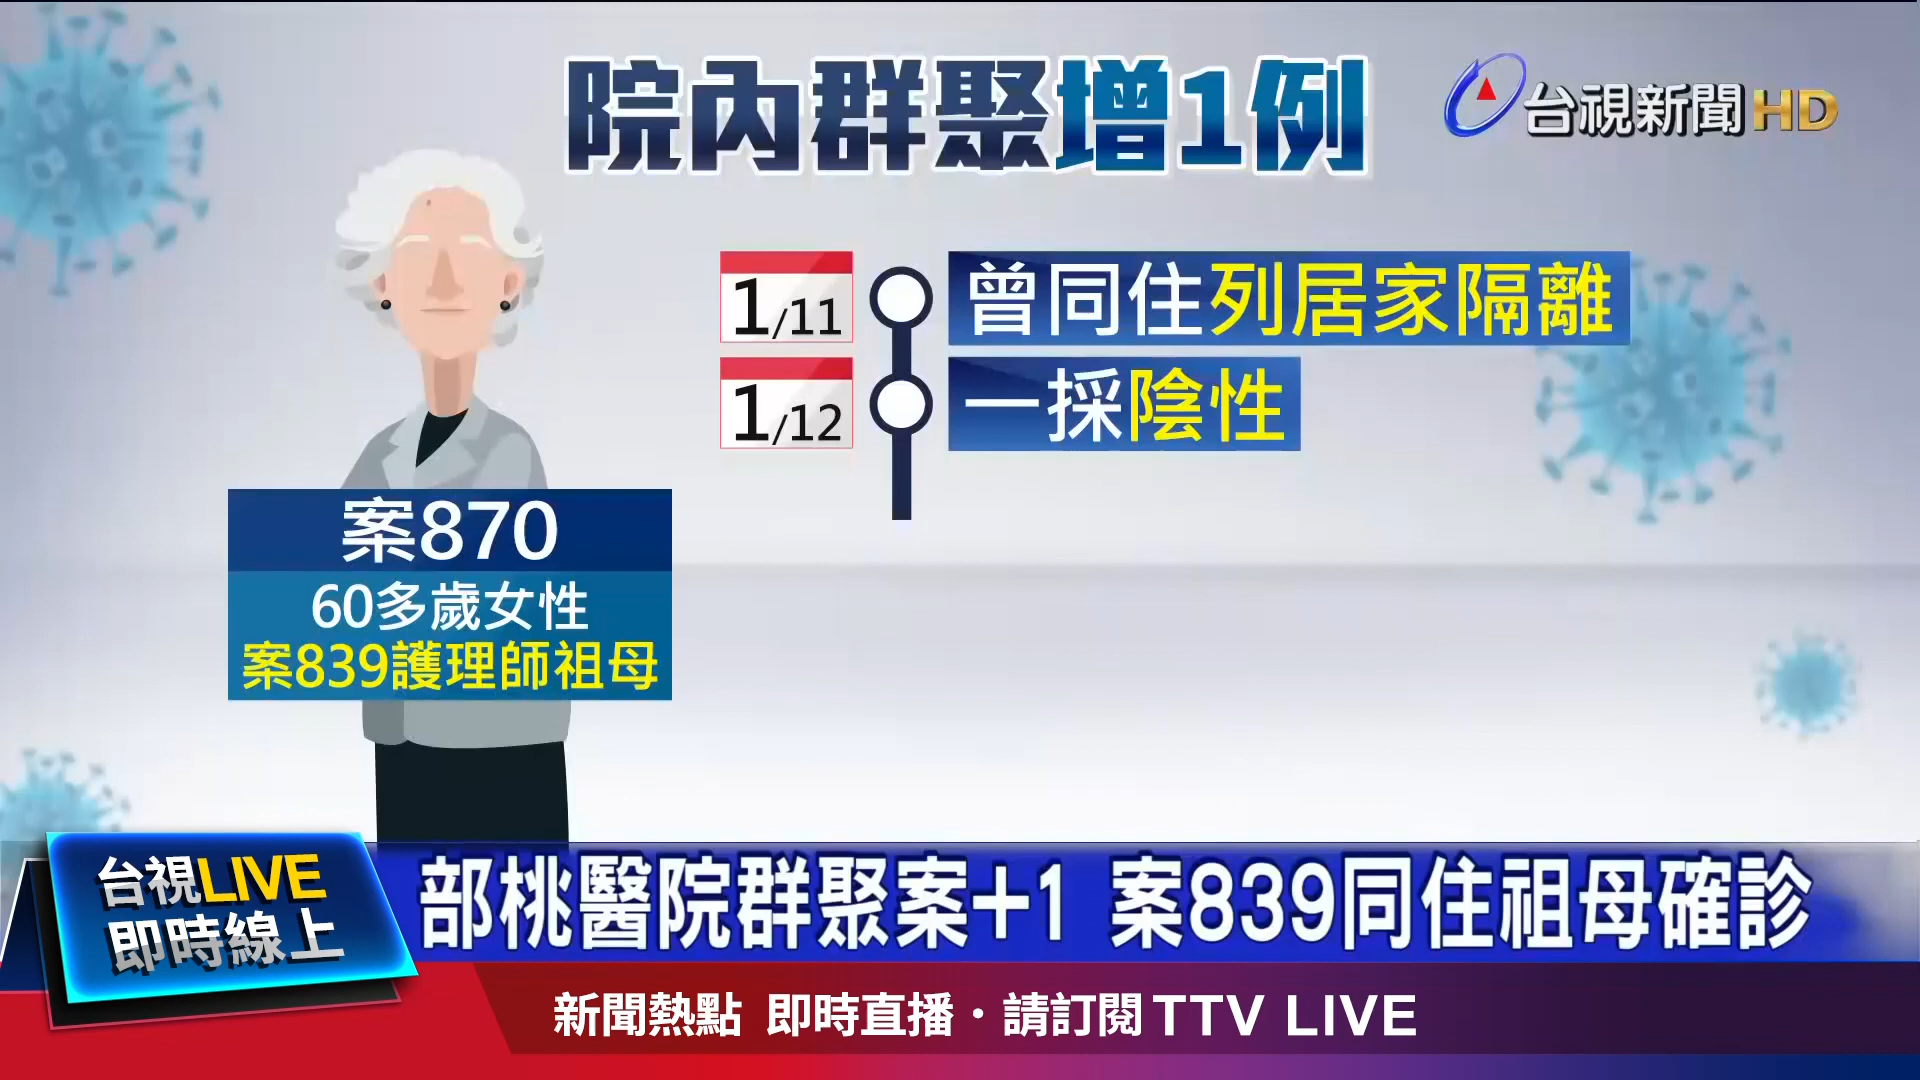 院內群聚增1例
台視新聞HD
1/11
曾同住列居家隔離
1/12
一採陰性
案870
60多歲女性
案839護理師祖母
台視LIVE
即時線上
部桃醫院群聚案+1 案839同住祖母確診
新聞熱點 即時直播・請訂閱TTV LIVE